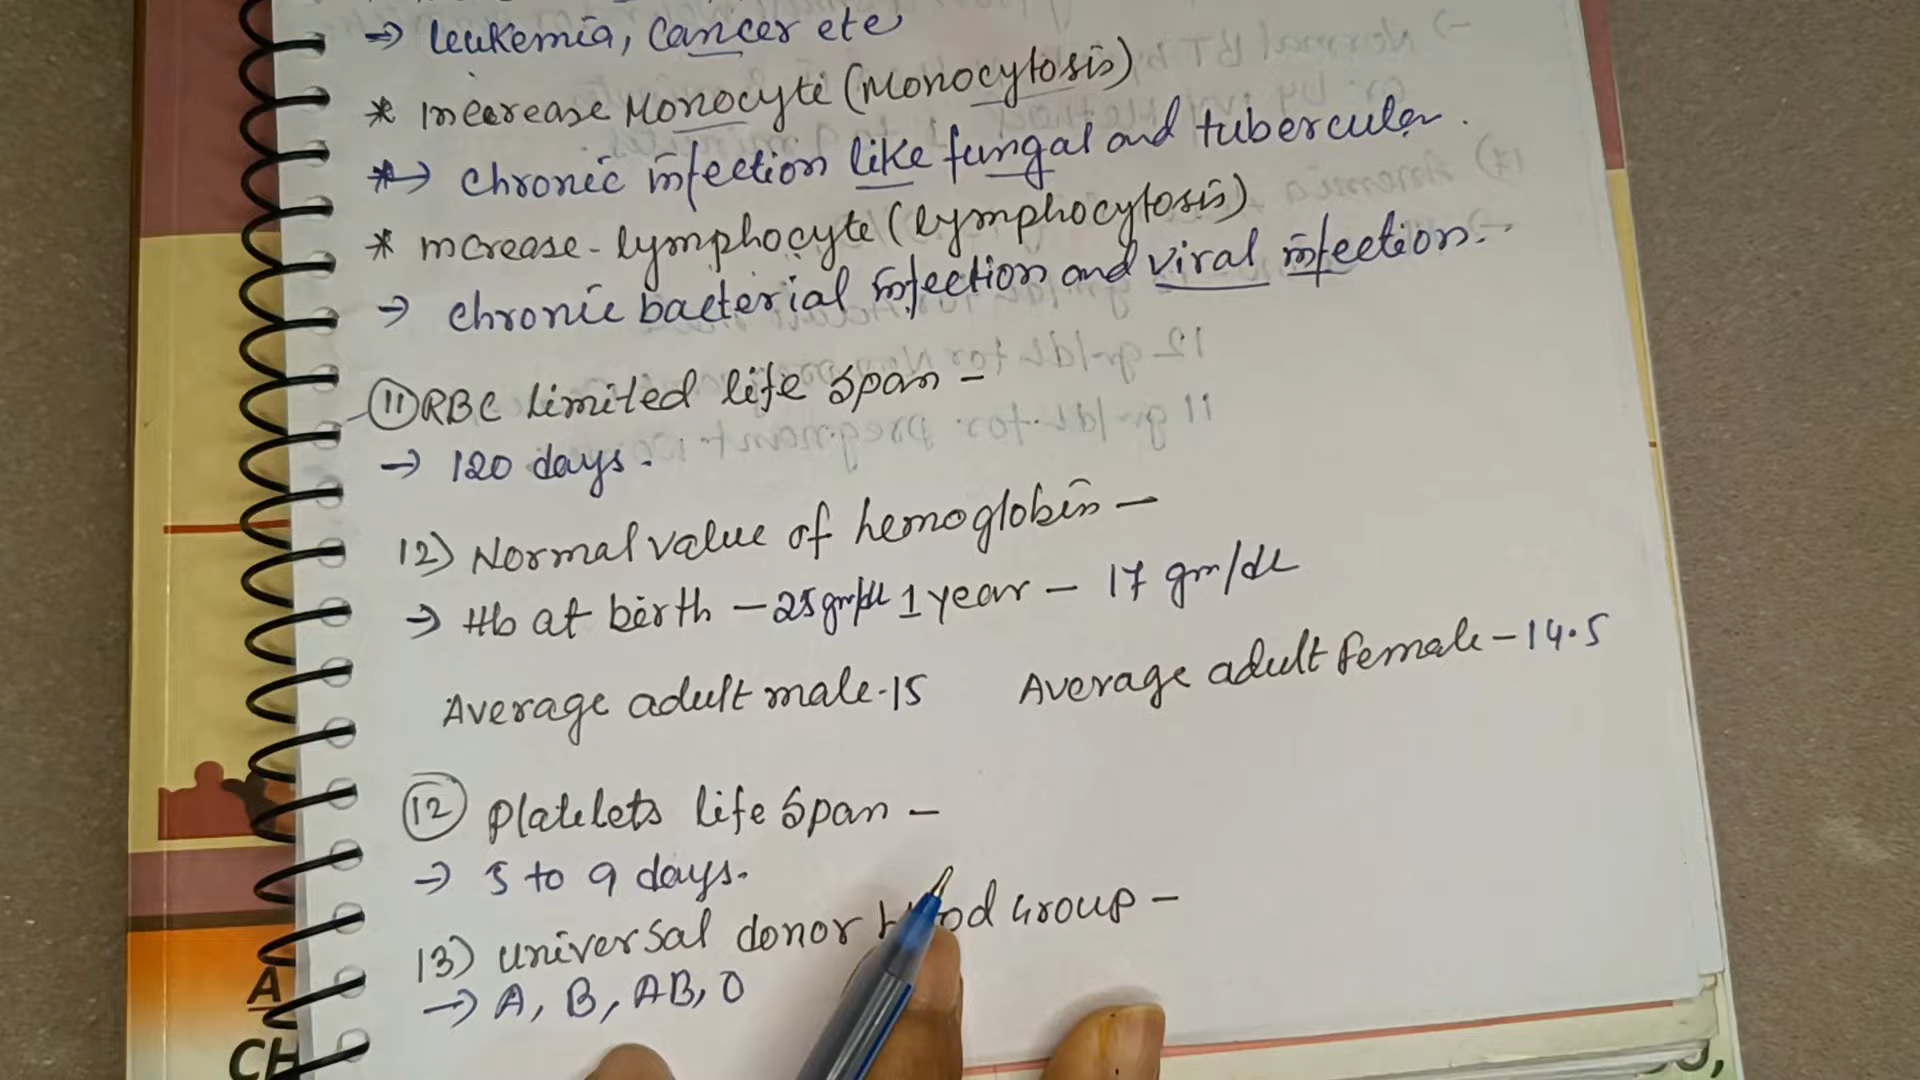 → leukemia, cancer etc
* increase Monocyte (Monocytosis)
*→ chronic infection like fungal and tubercular.
* increase - lymphocyte (lymphocytosis)
→ chronic bacterial infection and viral infection.
11 RBC limited life span -
→ 120 days.
12) Normal value of hemoglobin -
→ Hb at birth - 25gm/dl 1 year - 17 gm/dl
Average adult male-15 Average adult female - 14.5
12 platelets life span -
→ 5 to 9 days.
13) universal donor blood Group -
→ A, B, AB, O
A
CH